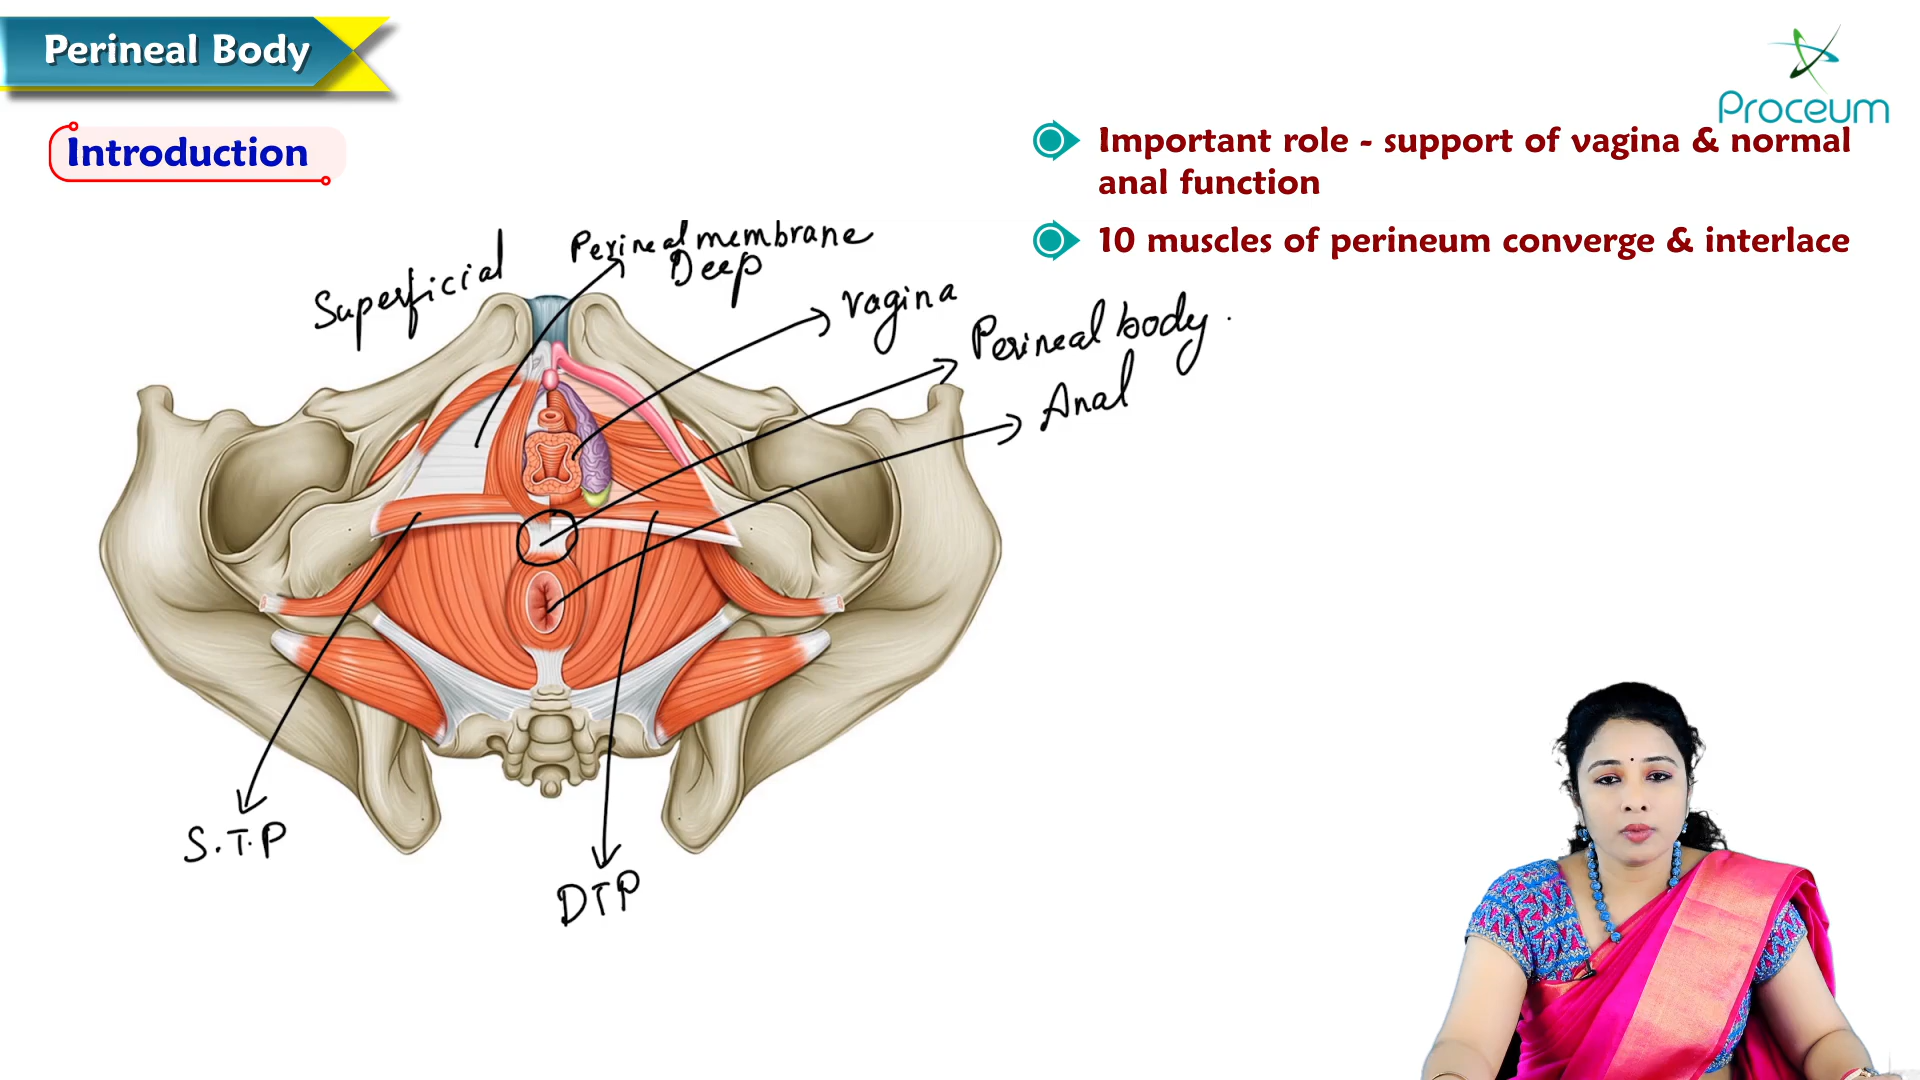 Perineal Body
Proceum
Introduction
Important role - support of vagina & normal
anal function
10 muscles of perineum converge & interlace
Superficial
Perineal membrane
Deep
vagina
Perineal body
Anal
S.T.P
DTP